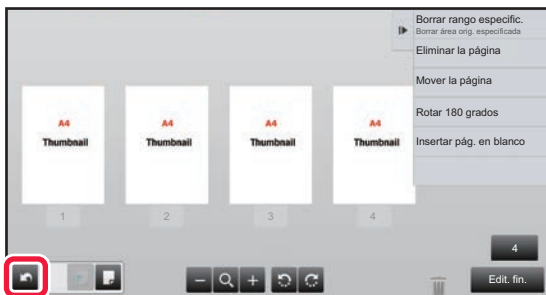 Borrar rango especific.
Borrar área orig. especificada
Eliminar la página
Mover la página
Rotar 180 grados
Insertar pág. en blanco
A4
Thumbnail
A4
Thumbnail
A4
Thumbnail
A4
Thumbnail
1
2
3
4
4
Edit. fin.